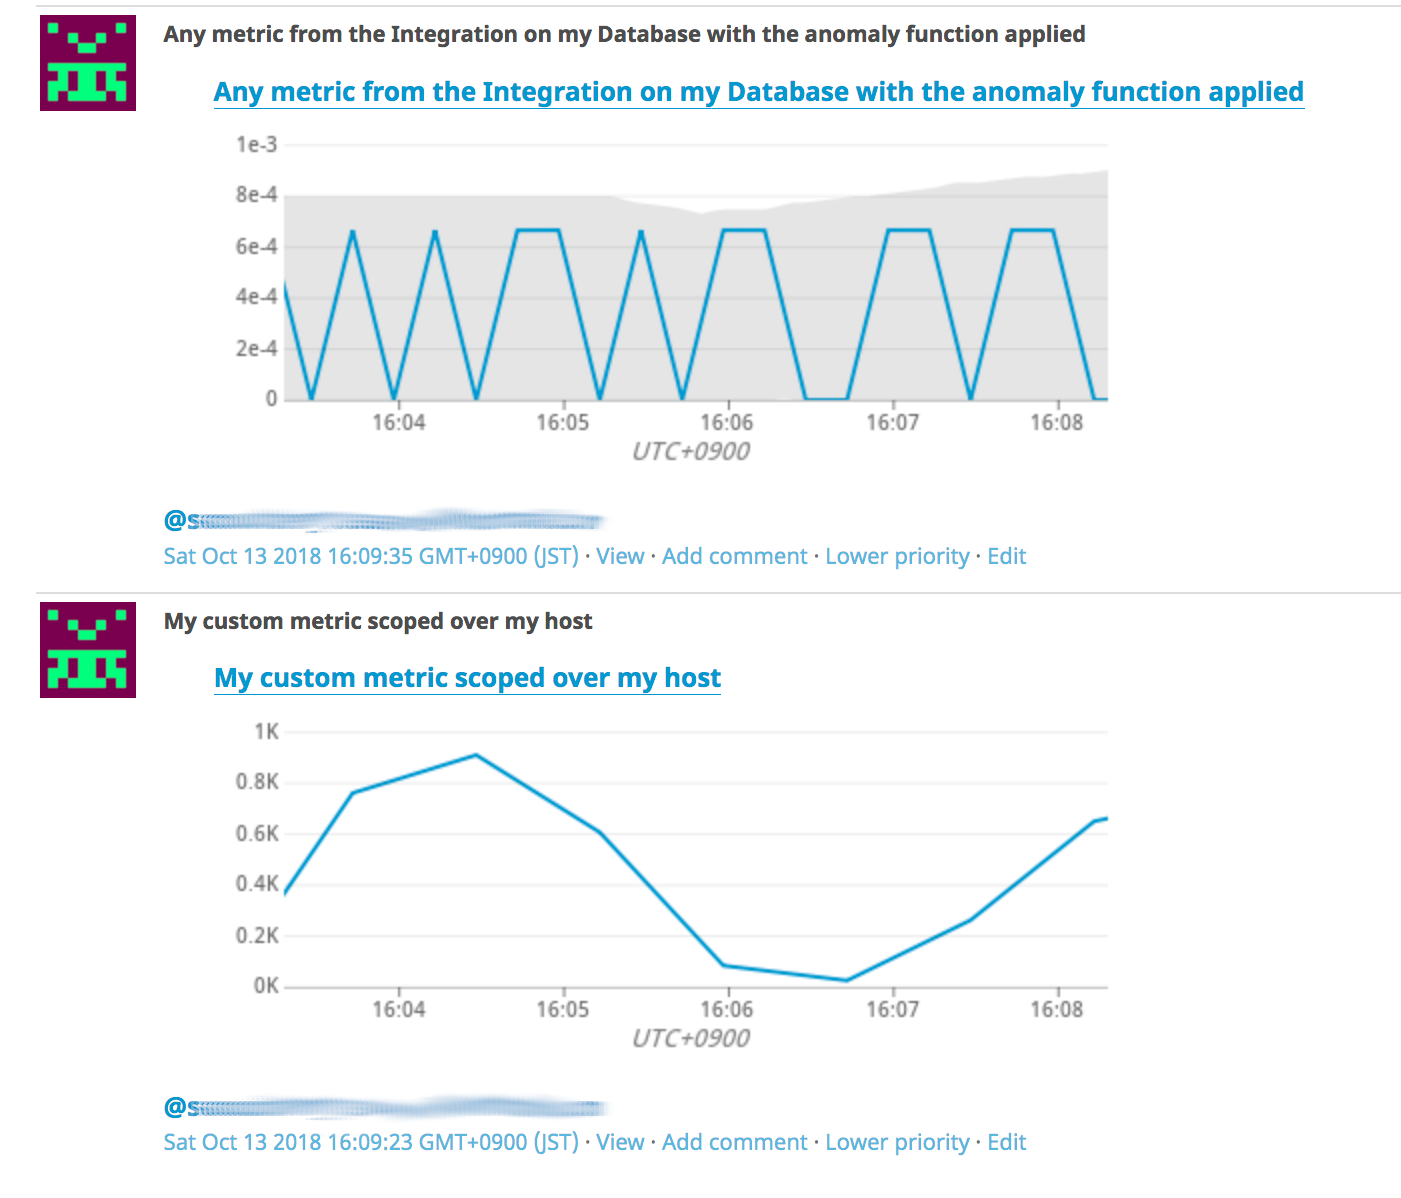 Any metric from the Integration on my Database with the anomaly function applied
Any metric from the Integration on my Database with the anomaly function applied
1e-3
8e-4
6e-4
4e-4
2e-4
0
16:04 16:05 16:06 16:07 16:08
UTC+0900
@s
Sat Oct 13 2018 16:09:35 GMT+0900 (JST) · View · Add comment · Lower priority · Edit
My custom metric scoped over my host
My custom metric scoped over my host
1K
0.8K
0.6K
0.4K
0.2K
0K
16:04 16:05 16:06 16:07 16:08
UTC+0900
@s
Sat Oct 13 2018 16:09:23 GMT+0900 (JST) · View · Add comment · Lower priority · Edit